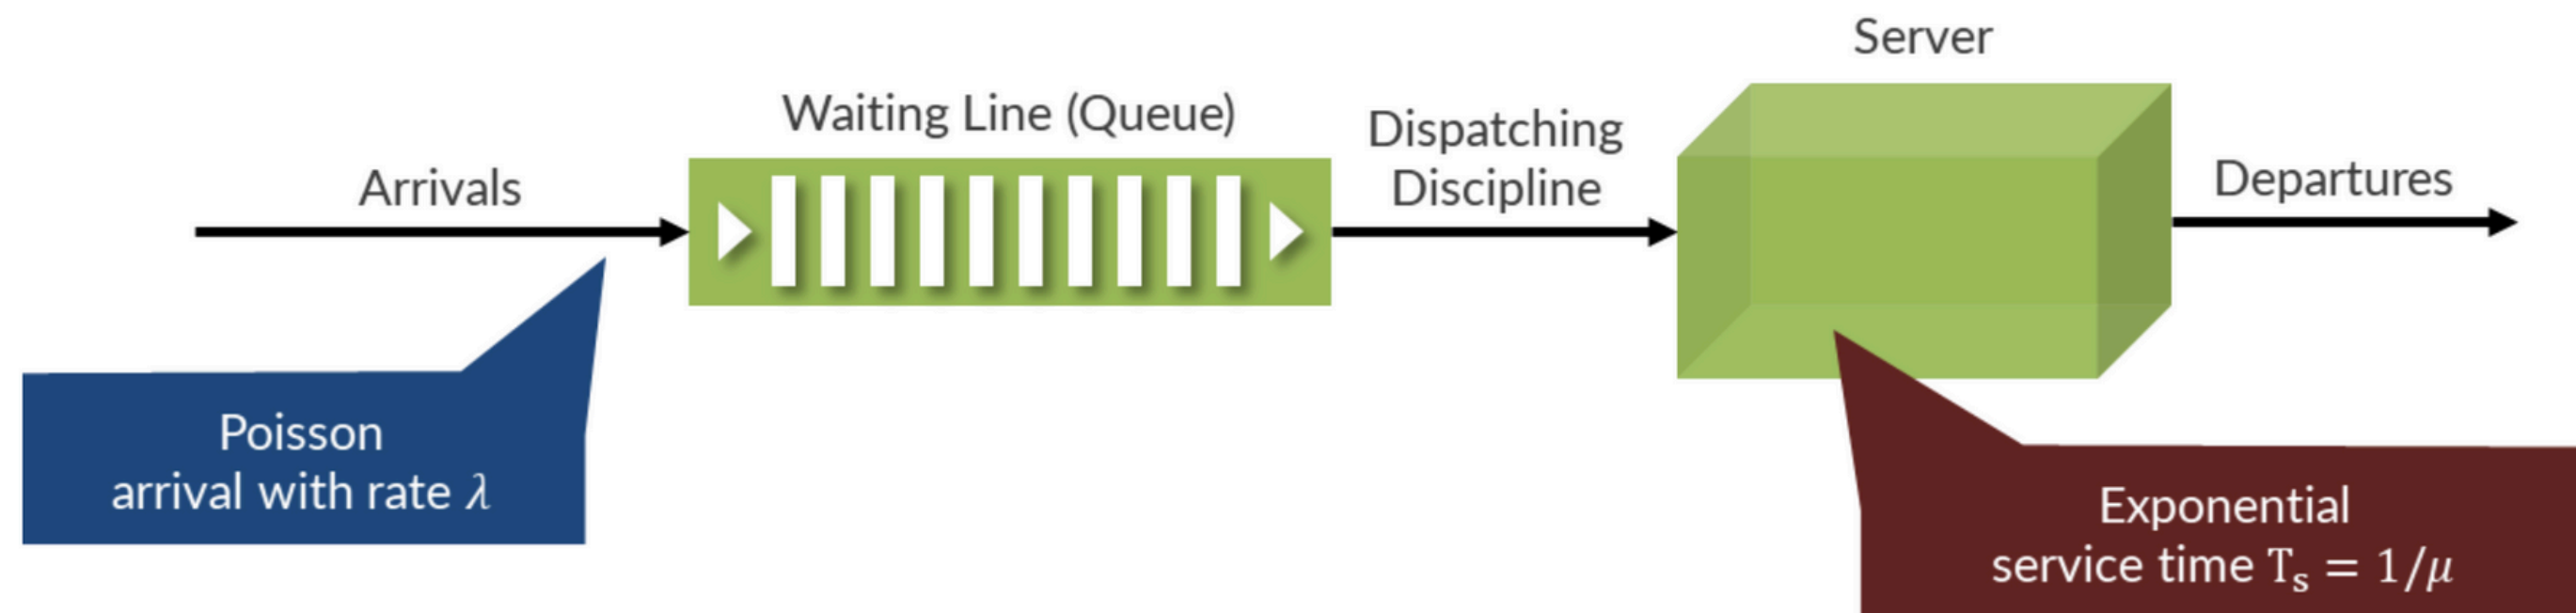 Server
Waiting Line (Queue)
Dispatching
Discipline
Arrivals
Departures
Poisson
arrival with rate λ
Exponential
service time Tₛ = 1/μ